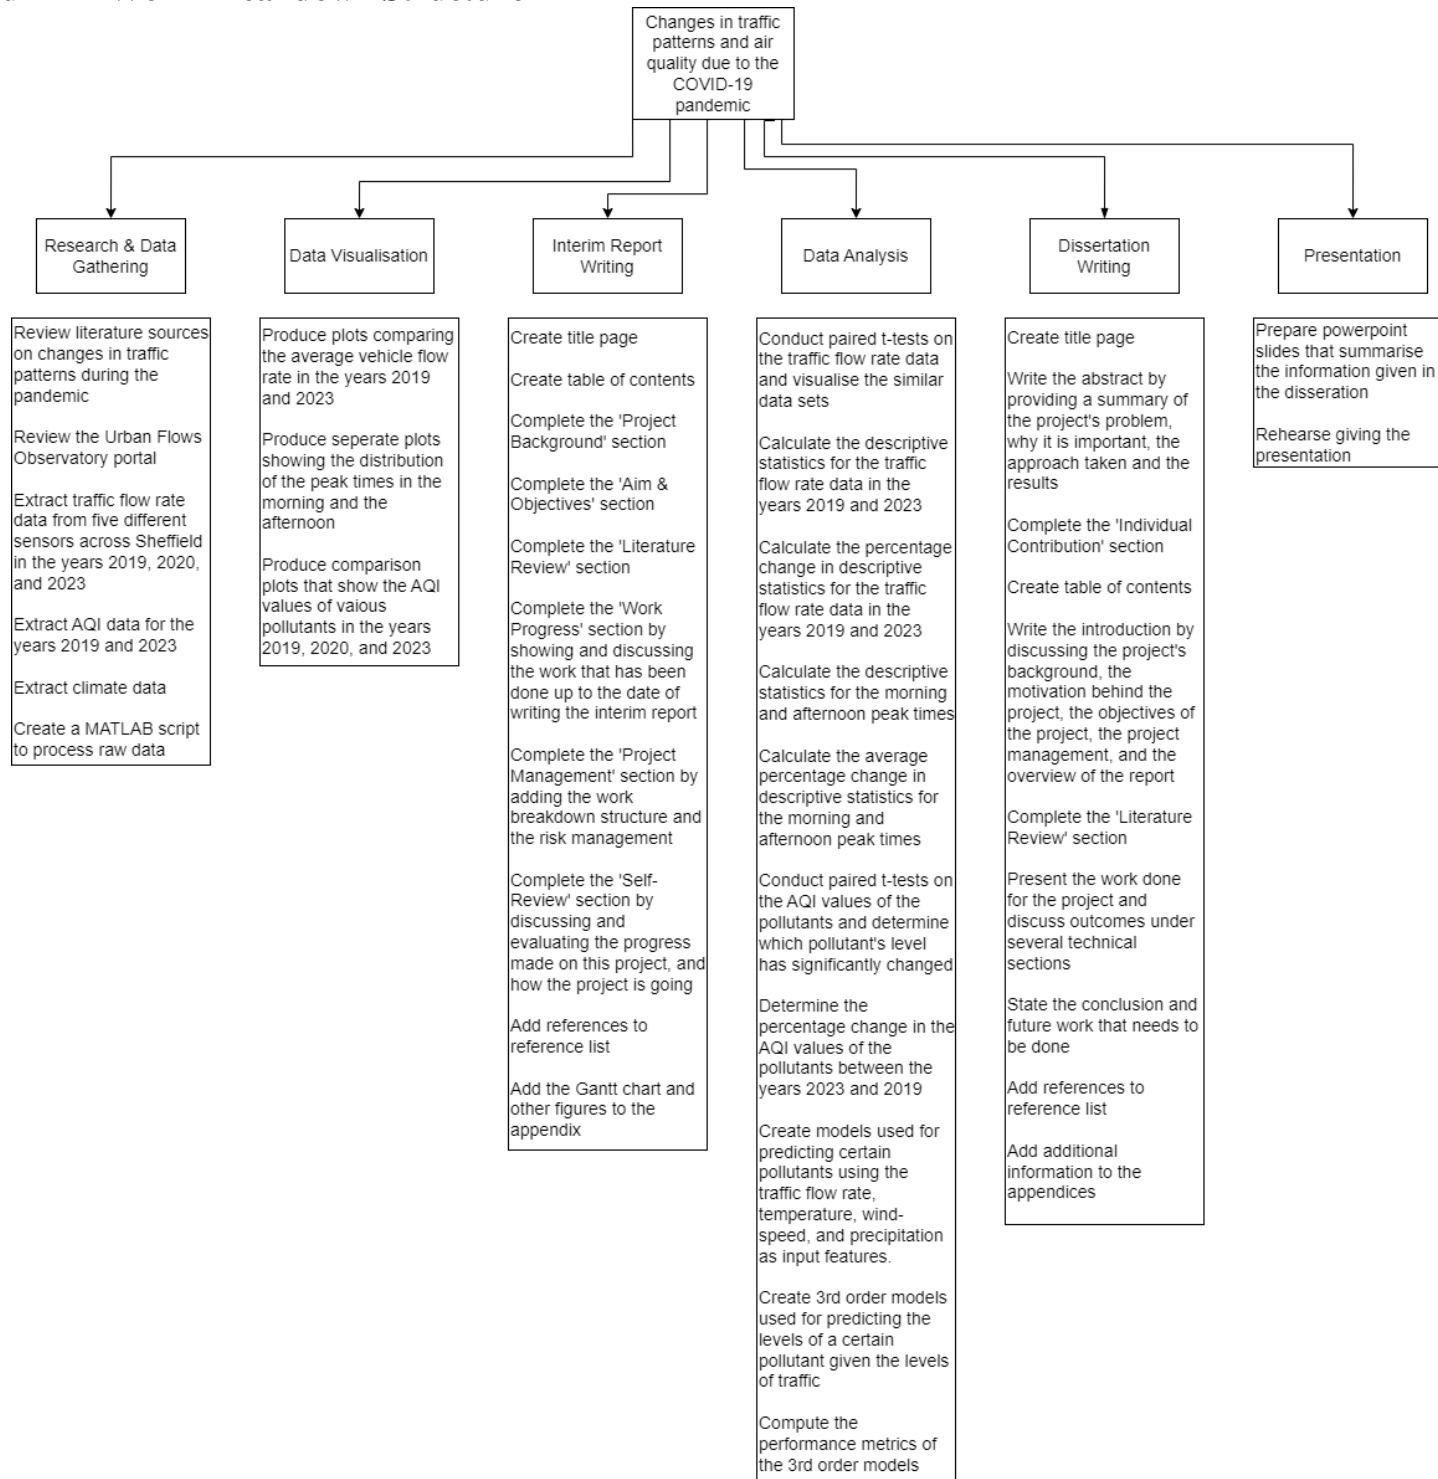 Changes in traffic
patterns and air
quality due to the
COVID-19
pandemic
Research & Data
Gathering
Data Visualisation
Interim Report
Writing
Data Analysis
Dissertation
Writing
Presentation
Review literature sources
on changes in traffic
patterns during the
pandemic
Review the Urban Flows
Observatory portal
Extract traffic flow rate
data from five different
sensors across Sheffield
in the years 2019, 2020,
and 2023
Extract AQI data for the
years 2019 and 2023
Extract climate data
Create a MATLAB script
to process raw data
Produce plots comparing
the average vehicle flow
rate in the years 2019
and 2023
Produce seperate plots
showing the distribution
of the peak times in the
morning and the
afternoon
Produce comparison
plots that show the AQI
values of vaious
pollutants in the years
2019, 2020, and 2023
Create title page
Create table of contents
Complete the 'Project
Background' section
Complete the 'Aim &
Objectives' section
Complete the 'Literature
Review' section
Complete the 'Work
Progress' section by
showing and discussing
the work that has been
done up to the date of
writing the interim report
Complete the 'Project
Management' section by
adding the work
breakdown structure and
the risk management
Complete the 'Self-
Review' section by
discussing and
evaluating the progress
made on this project, and
how the project is going
Add references to
reference list
Add the Gantt chart and
other figures to the
appendix
Conduct paired t-tests on
the traffic flow rate data
and visualise the similar
data sets
Calculate the descriptive
statistics for the traffic
flow rate data in the
years 2019 and 2023
Calculate the percentage
change in descriptive
statistics for the traffic
flow rate data in the
years 2019 and 2023
Calculate the descriptive
statistics for the morning
and afternoon peak times
Calculate the average
percentage change in
descriptive statistics for
the morning and
afternoon peak times
Conduct paired t-tests on
the AQI values of the
pollutants and determine
which pollutant's level
has significantly changed
Determine the
percentage change in the
AQI values of the
pollutants between the
years 2023 and 2019
Create models used for
predicting certain
pollutants using the
traffic flow rate,
temperature, wind-
speed, and precipitation
as input features.
Create 3rd order models
used for predicting the
levels of a certain
pollutant given the levels
of traffic
Compute the
performance metrics of
the 3rd order models
Create title page
Write the abstract by
providing a summary of
the project's problem,
why it is important, the
approach taken and the
results
Complete the 'Individual
Contribution' section
Create table of contents
Write the introduction by
discussing the project's
background, the
motivation behind the
project, the objectives of
the project, the project
management, and the
overview of the report
Complete the 'Literature
Review' section
Present the work done
for the project and
discuss outcomes under
several technical
sections
State the conclusion and
future work that needs to
be done
Add references to
reference list
Add additional
information to the
appendices
Prepare powerpoint
slides that summarise
the information given in
the disseration
Rehearse giving the
presentation